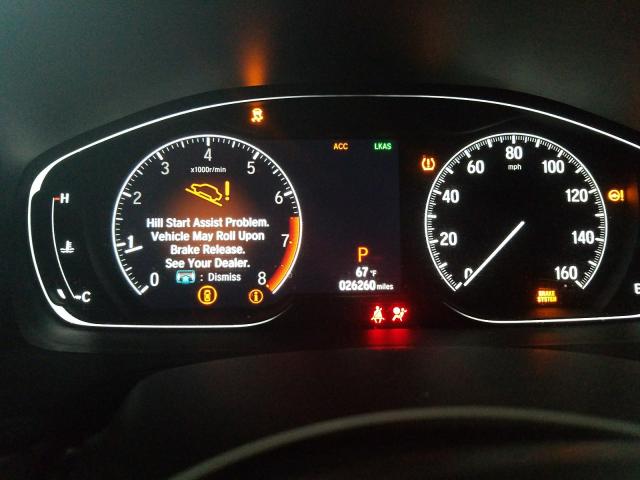 ACC LKAS
4
3 5
x1000r/min
2 6
Hill Start Assist Problem.
Vehicle May Roll Upon
Brake Release.
See Your Dealer.
: Dismiss
1 7
0 8
H
C
P
67°F
026260 miles
80
60 100
mph
40 120
20 140
0 160
BRAKE
SYSTEM